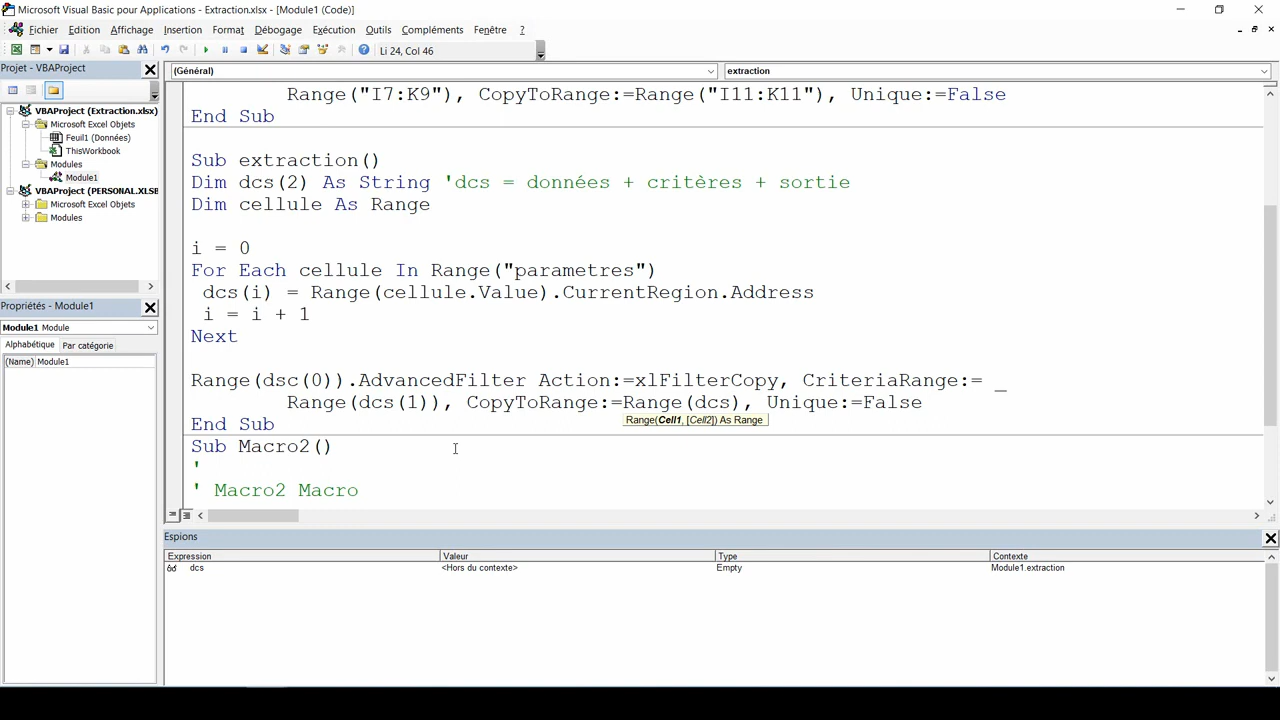 Microsoft Visual Basic pour Applications - Extraction.xlsx - [Module1 (Code)]
Fichier Edition Affichage Insertion Format Débogage Exécution Outils Compléments Fenêtre ?
Li 24, Col 46
Projet - VBAProject
VBAProject (Extraction.xlsx)
Microsoft Excel Objets
Feuil1 (Données)
ThisWorkbook
Modules
Module1
VBAProject (PERSONAL.XLSB
Microsoft Excel Objets
Modules
Propriétés - Module1
Module1 Module
Alphabétique Par catégorie
(Name) Module1
(Général) extraction
Range("I7:K9"), CopyToRange:=Range("I11:K11"), Unique:=False
End Sub
Sub extraction()
Dim dcs(2) As String 'dcs = données + critères + sortie
Dim cellule As Range
i = 0
For Each cellule In Range("parametres")
dcs(i) = Range(cellule.Value).CurrentRegion.Address
i = i + 1
Next
Range(dsc(0)).AdvancedFilter Action:=xlFilterCopy, CriteriaRange:= _
Range(dcs(1)), CopyToRange:=Range(dcs), Unique:=False
Range(Cell1, [Cell2]) As Range
End Sub
Sub Macro2()
'
' Macro2 Macro
Espions
Expression Valeur Type Contexte
dcs <Hors du contexte> Empty Module1.extraction